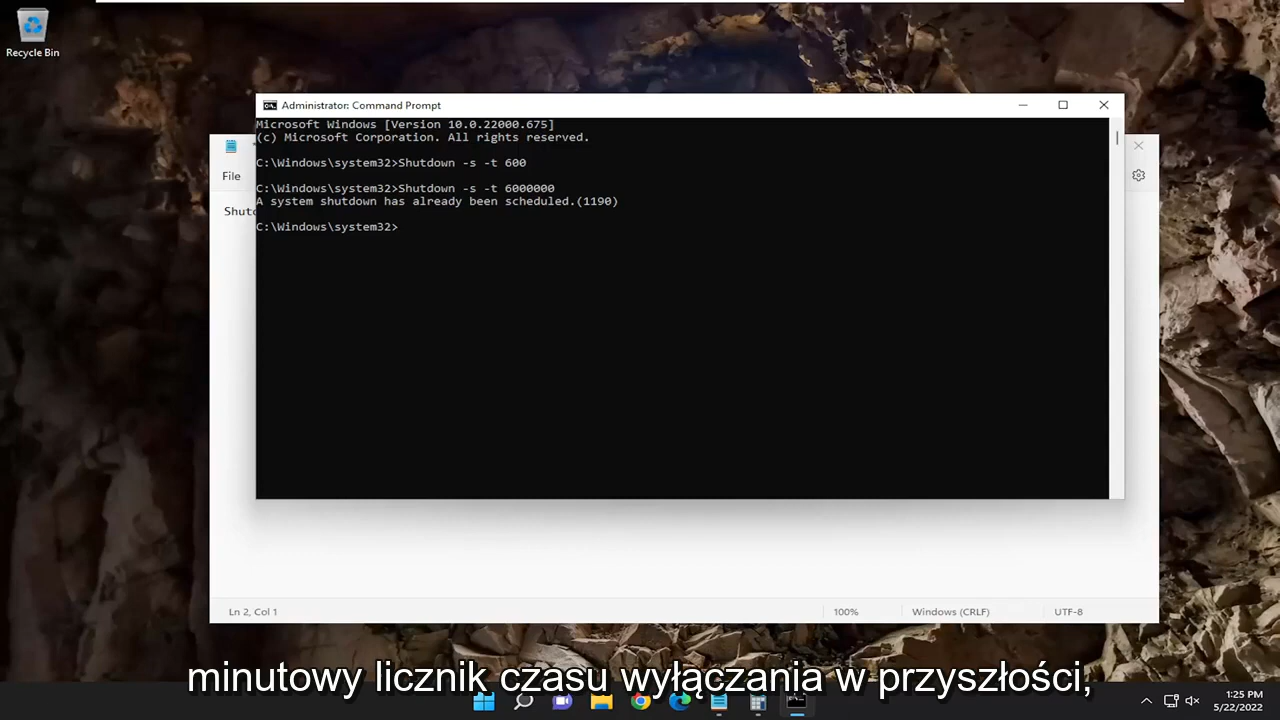 Recycle Bin
Administrator: Command Prompt
Microsoft Windows [Version 10.0.22000.675]
(c) Microsoft Corporation. All rights reserved.
C:\Windows\system32>Shutdown -s -t 600
C:\Windows\system32>Shutdown -s -t 6000000
A system shutdown has already been scheduled.(1190)
C:\Windows\system32>
File
Ln 2, Col 1
100%
Windows (CRLF)
UTF-8
minutowy licznik czasu wyłączania w przyszłości,
1:25 PM
5/22/2022